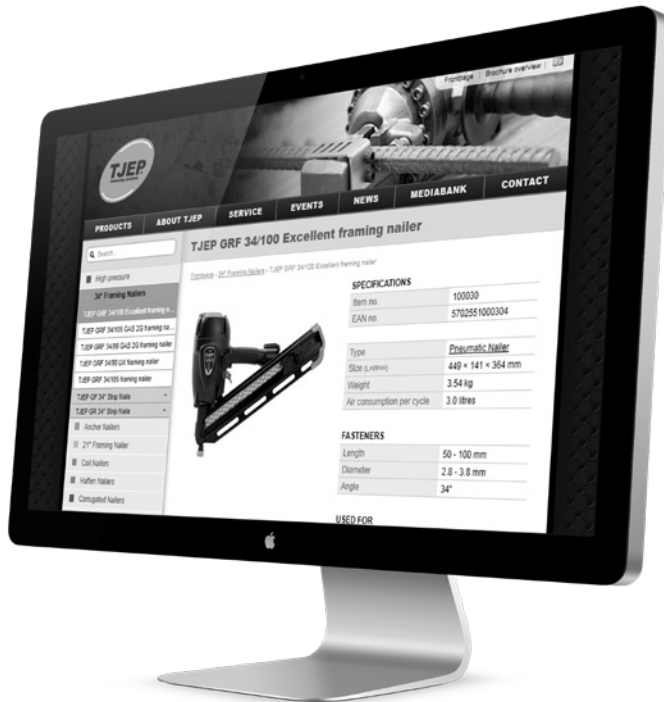 Frontpage | Brochure overview |
TJEP
PRODUCTS ABOUT TJEP SERVICE EVENTS NEWS MEDIABANK CONTACT
Search...
TJEP GRF 34/100 Excellent framing nailer
Frontpage › 34° Framing Nailers › TJEP GRF 34/100 Excellent framing nailer
High pressure
34° Framing Nailers
TJEP GRF 34/100 Excellent framing n...
TJEP GRF 34/105 GAS 2G framing na...
TJEP GRF 34/90 GAS 2G framing nailer
TJEP GRF 34/90 framing nailer
TJEP GRF 34/105 framing nailer
TJEP GF 34° Strip Nails
TJEP GR 34° Strip Nails
Anchor Nailers
21° Framing Nailer
Coil Nailers
Haften Nailers
Corrugated Nailers
SPECIFICATIONS
Item no. 100030
EAN no. 5702551000304
Type Pneumatic Nailer
Size (LxWxH) 449 × 141 × 364 mm
Weight 3.54 kg
Air consumption per cycle 3.0 litres
FASTENERS
Length 50 - 100 mm
Diameter 2.8 - 3.8 mm
Angle 34°
USED FOR